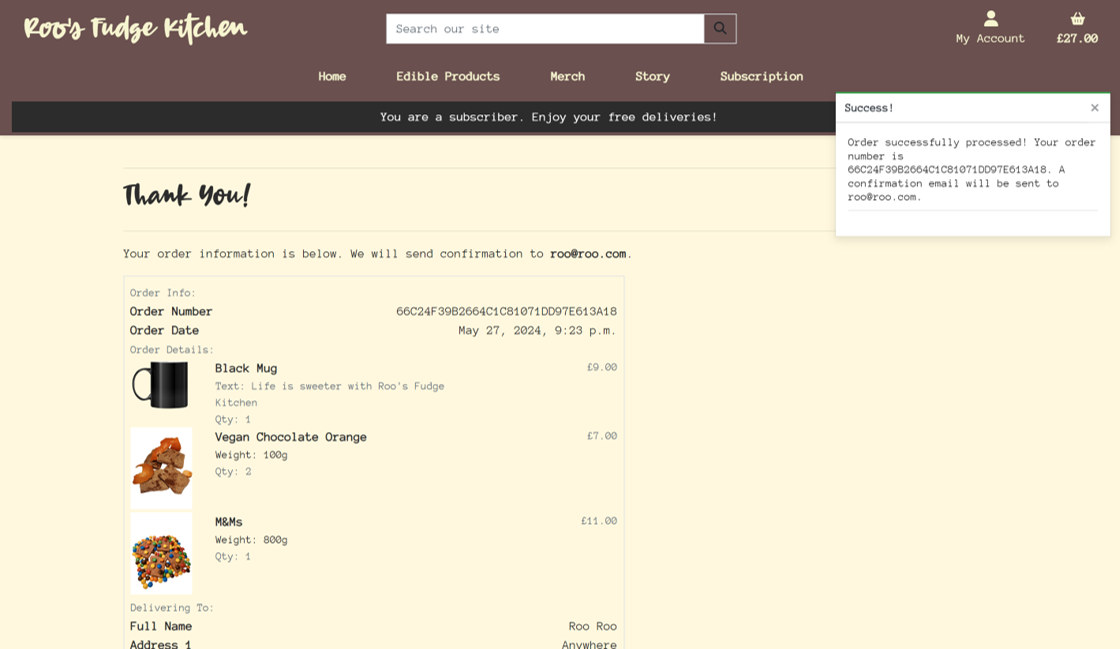 Roo's Fudge Kitchen
Search our site
My Account
£27.00
Home Edible Products Merch Story Subscription
You are a subscriber. Enjoy your free deliveries!
Success! ×
Order successfully processed! Your order
number is
66C24F39B2664C1C81071DD97E613A18. A
confirmation email will be sent to
roo@roo.com.
Thank You!
Your order information is below. We will send confirmation to roo@roo.com.
Order Info:
Order Number 66C24F39B2664C1C81071DD97E613A18
Order Date May 27, 2024, 9:23 p.m.
Order Details:
Black Mug £9.00
Text: Life is sweeter with Roo's Fudge
Kitchen
Qty: 1
Vegan Chocolate Orange £7.00
Weight: 100g
Qty: 2
M&Ms £11.00
Weight: 800g
Qty: 1
Delivering To:
Full Name Roo Roo
Address 1 Anywhere